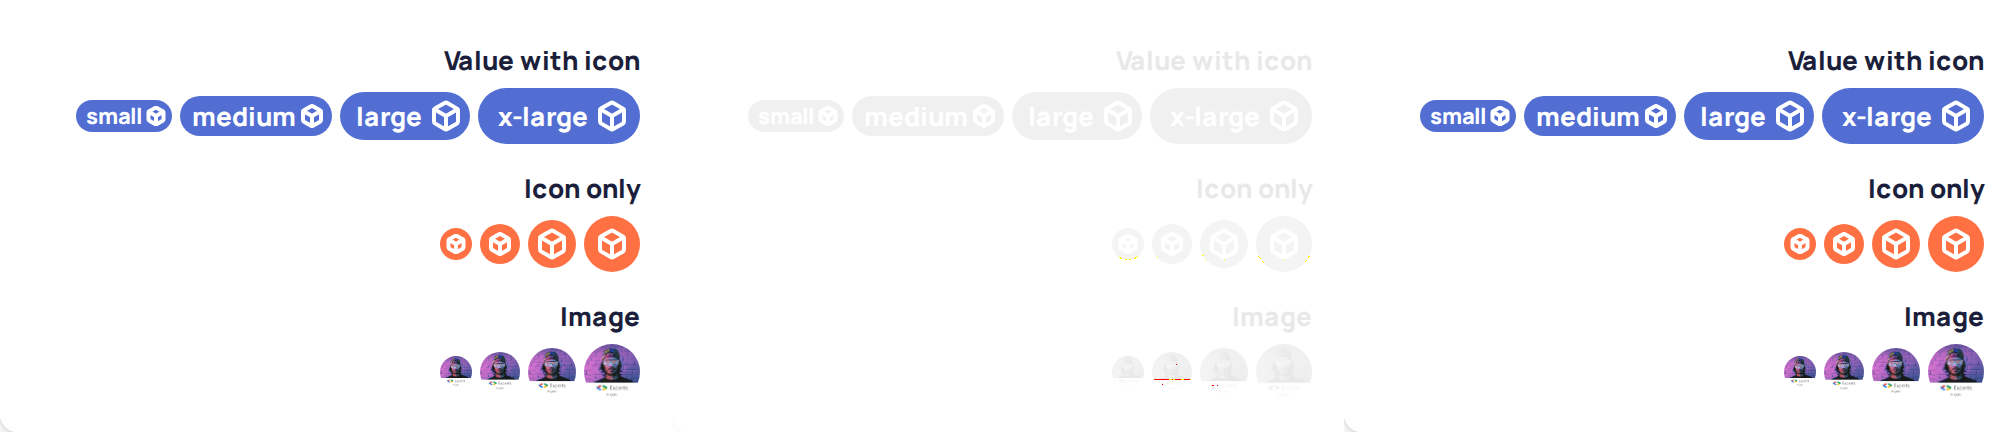 Value with icon Value with icon Value with icon
small medium large x-large small medium large x-large small medium large x-large
Icon only Icon only Icon only
Image Image Image